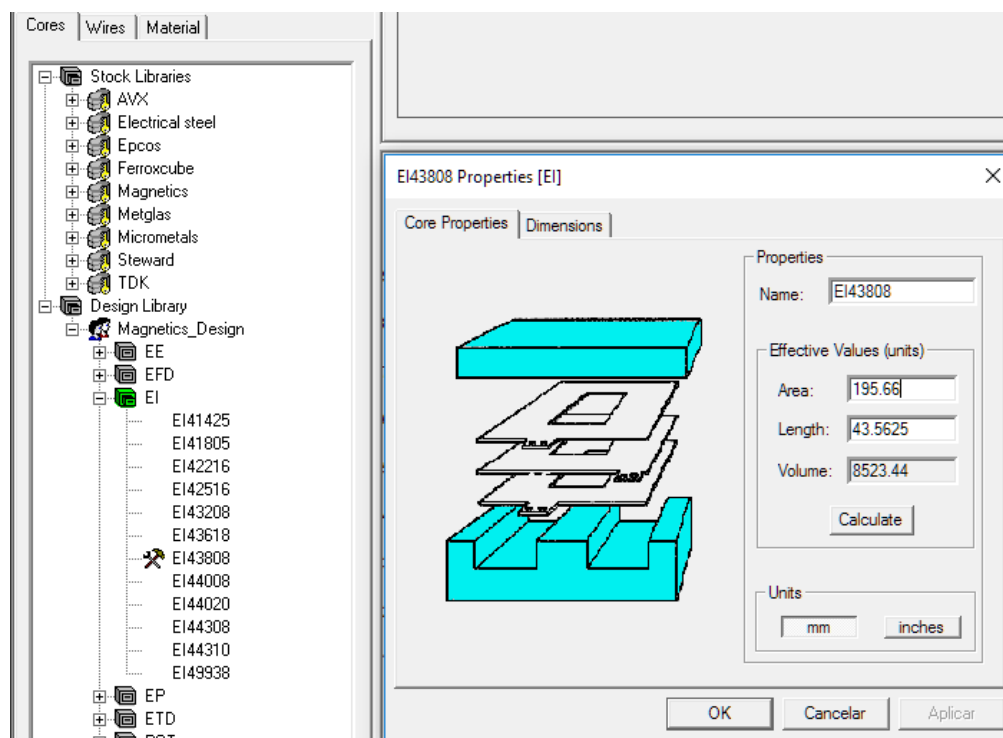 Cores Wires Material
Stock Libraries
AVX
Electrical steel
Epcos
Ferroxcube
Magnetics
Metglas
Micrometals
Steward
TDK
Design Library
Magnetics_Design
EE
EFD
EI
EI41425
EI41805
EI42216
EI42516
EI43208
EI43618
EI43808
EI44008
EI44020
EI44308
EI44310
EI49938
EP
ETD
EI43808 Properties [EI]
Core Properties Dimensions
Properties
Name: EI43808
Effective Values (units)
Area: 195.66
Length: 43.5625
Volume: 8523.44
Calculate
Units
mm inches
OK Cancelar Aplicar